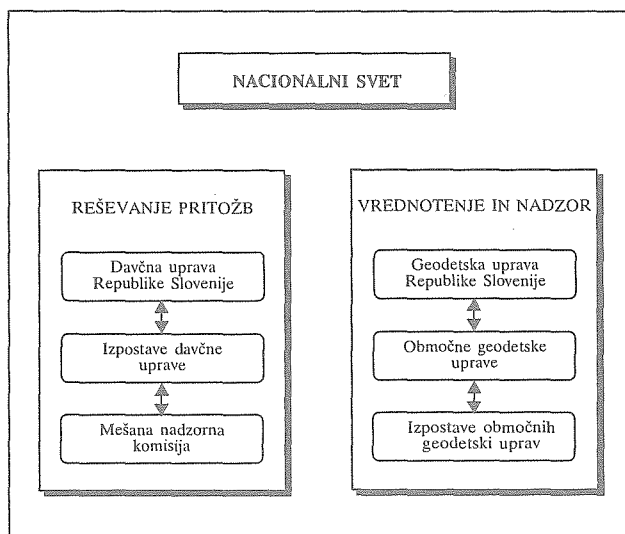 NACIONALNI SVET
REŠEVANJE PRITOŽB
Davčna uprava
Republike Slovenije
Izpostave davčne
uprave
Mešana nadzorna
komisija
VREDNOTENJE IN NADZOR
Geodetska uprava
Republike Slovenije
Območne geodetske
uprave
Izpostave območnih
geodetski uprav